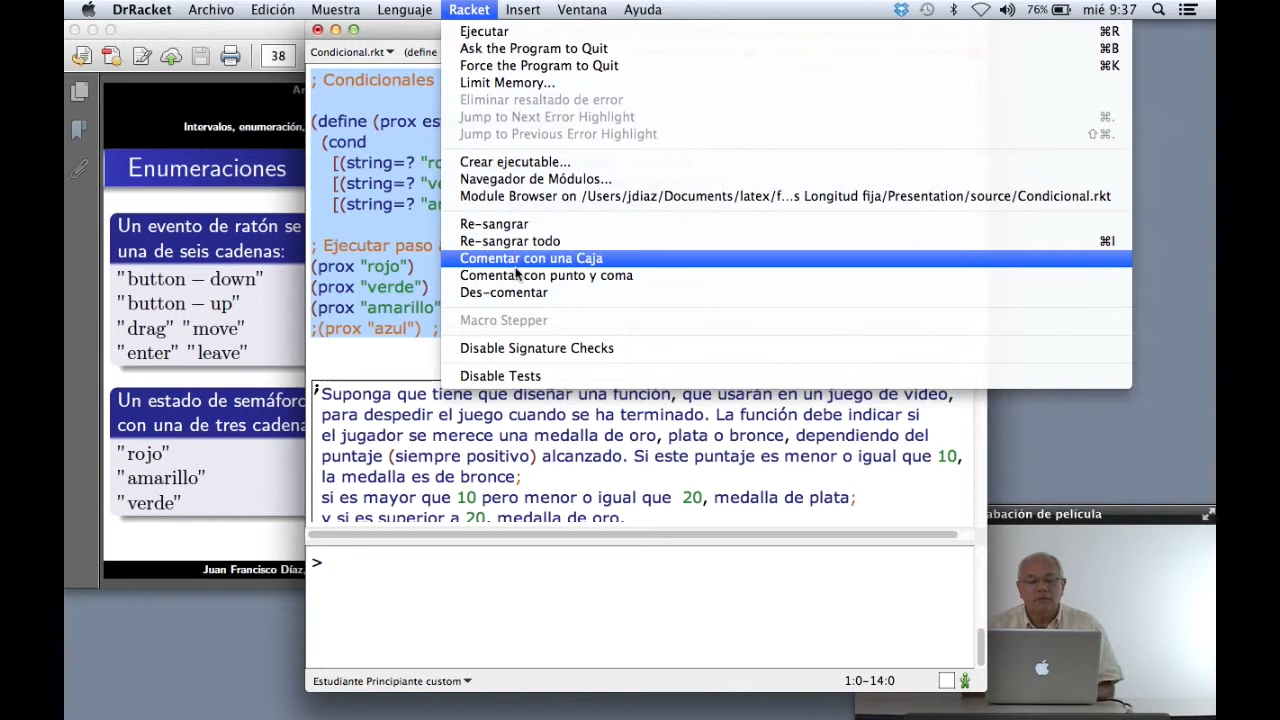 DrRacket Archivo Edición Muestra Lenguaje Racket Insert Ventana Ayuda 76% mié 9:37
38
Intervalos, enumeración,
Enumeraciones
Un evento de ratón se
una de seis cadenas:
"button – down"
"button – up"
"drag" "move"
"enter" "leave"
Un estado de semáforo
con una de tres cadena
"rojo"
"amarillo"
"verde"
Juan Francisco Díaz,
Condicional.rkt (define
; Condicionales
(define (prox es
(cond
[(string=? "ro
[(string=? "ve
[(string=? "am
; Ejecutar paso a
(prox "rojo")
(prox "verde")
(prox "amarillo"
;(prox "azul") ;
Ejecutar ⌘R
Ask the Program to Quit ⌘B
Force the Program to Quit ⌘K
Limit Memory...
Eliminar resaltado de error
Jump to Next Error Highlight ⌘.
Jump to Previous Error Highlight ⇧⌘.
Crear ejecutable...
Navegador de Módulos...
Module Browser on /Users/jdiaz/Documents/latex/f...s Longitud fija/Presentation/source/Condicional.rkt
Re-sangrar
Re-sangrar todo ⌘I
Comentar con una Caja
Comentar con punto y coma
Des-comentar
Macro Stepper
Disable Signature Checks
Disable Tests
;Suponga que tiene que diseñar una función, que usarán en un juego de video,
para despedir el juego cuando se ha terminado. La función debe indicar si
el jugador se merece una medalla de oro, plata o bronce, dependiendo del
puntaje (siempre positivo) alcanzado. Si este puntaje es menor o igual que 10,
la medalla es de bronce;
si es mayor que 10 pero menor o igual que 20, medalla de plata;
y si es superior a 20, medalla de oro.
>
Estudiante Principiante custom 1:0-14:0
abación de película